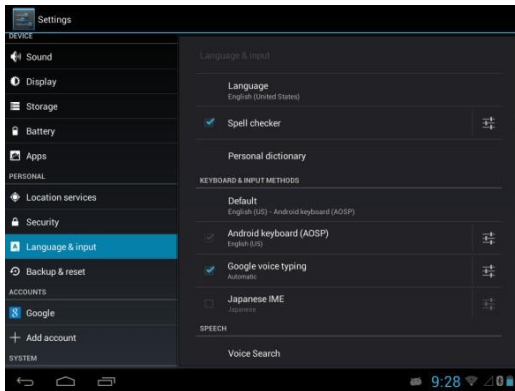 Settings
DEVICE
Sound
Display
Storage
Battery
Apps
PERSONAL
Location services
Security
Language & input
Backup & reset
ACCOUNTS
Google
Add account
SYSTEM
Language & input
Language
English (United States)
Spell checker
Personal dictionary
KEYBOARD & INPUT METHODS
Default
English (US) - Android keyboard (AOSP)
Android keyboard (AOSP)
English (US)
Google voice typing
Automatic
Japanese IME
Japanese
SPEECH
Voice Search
9:28